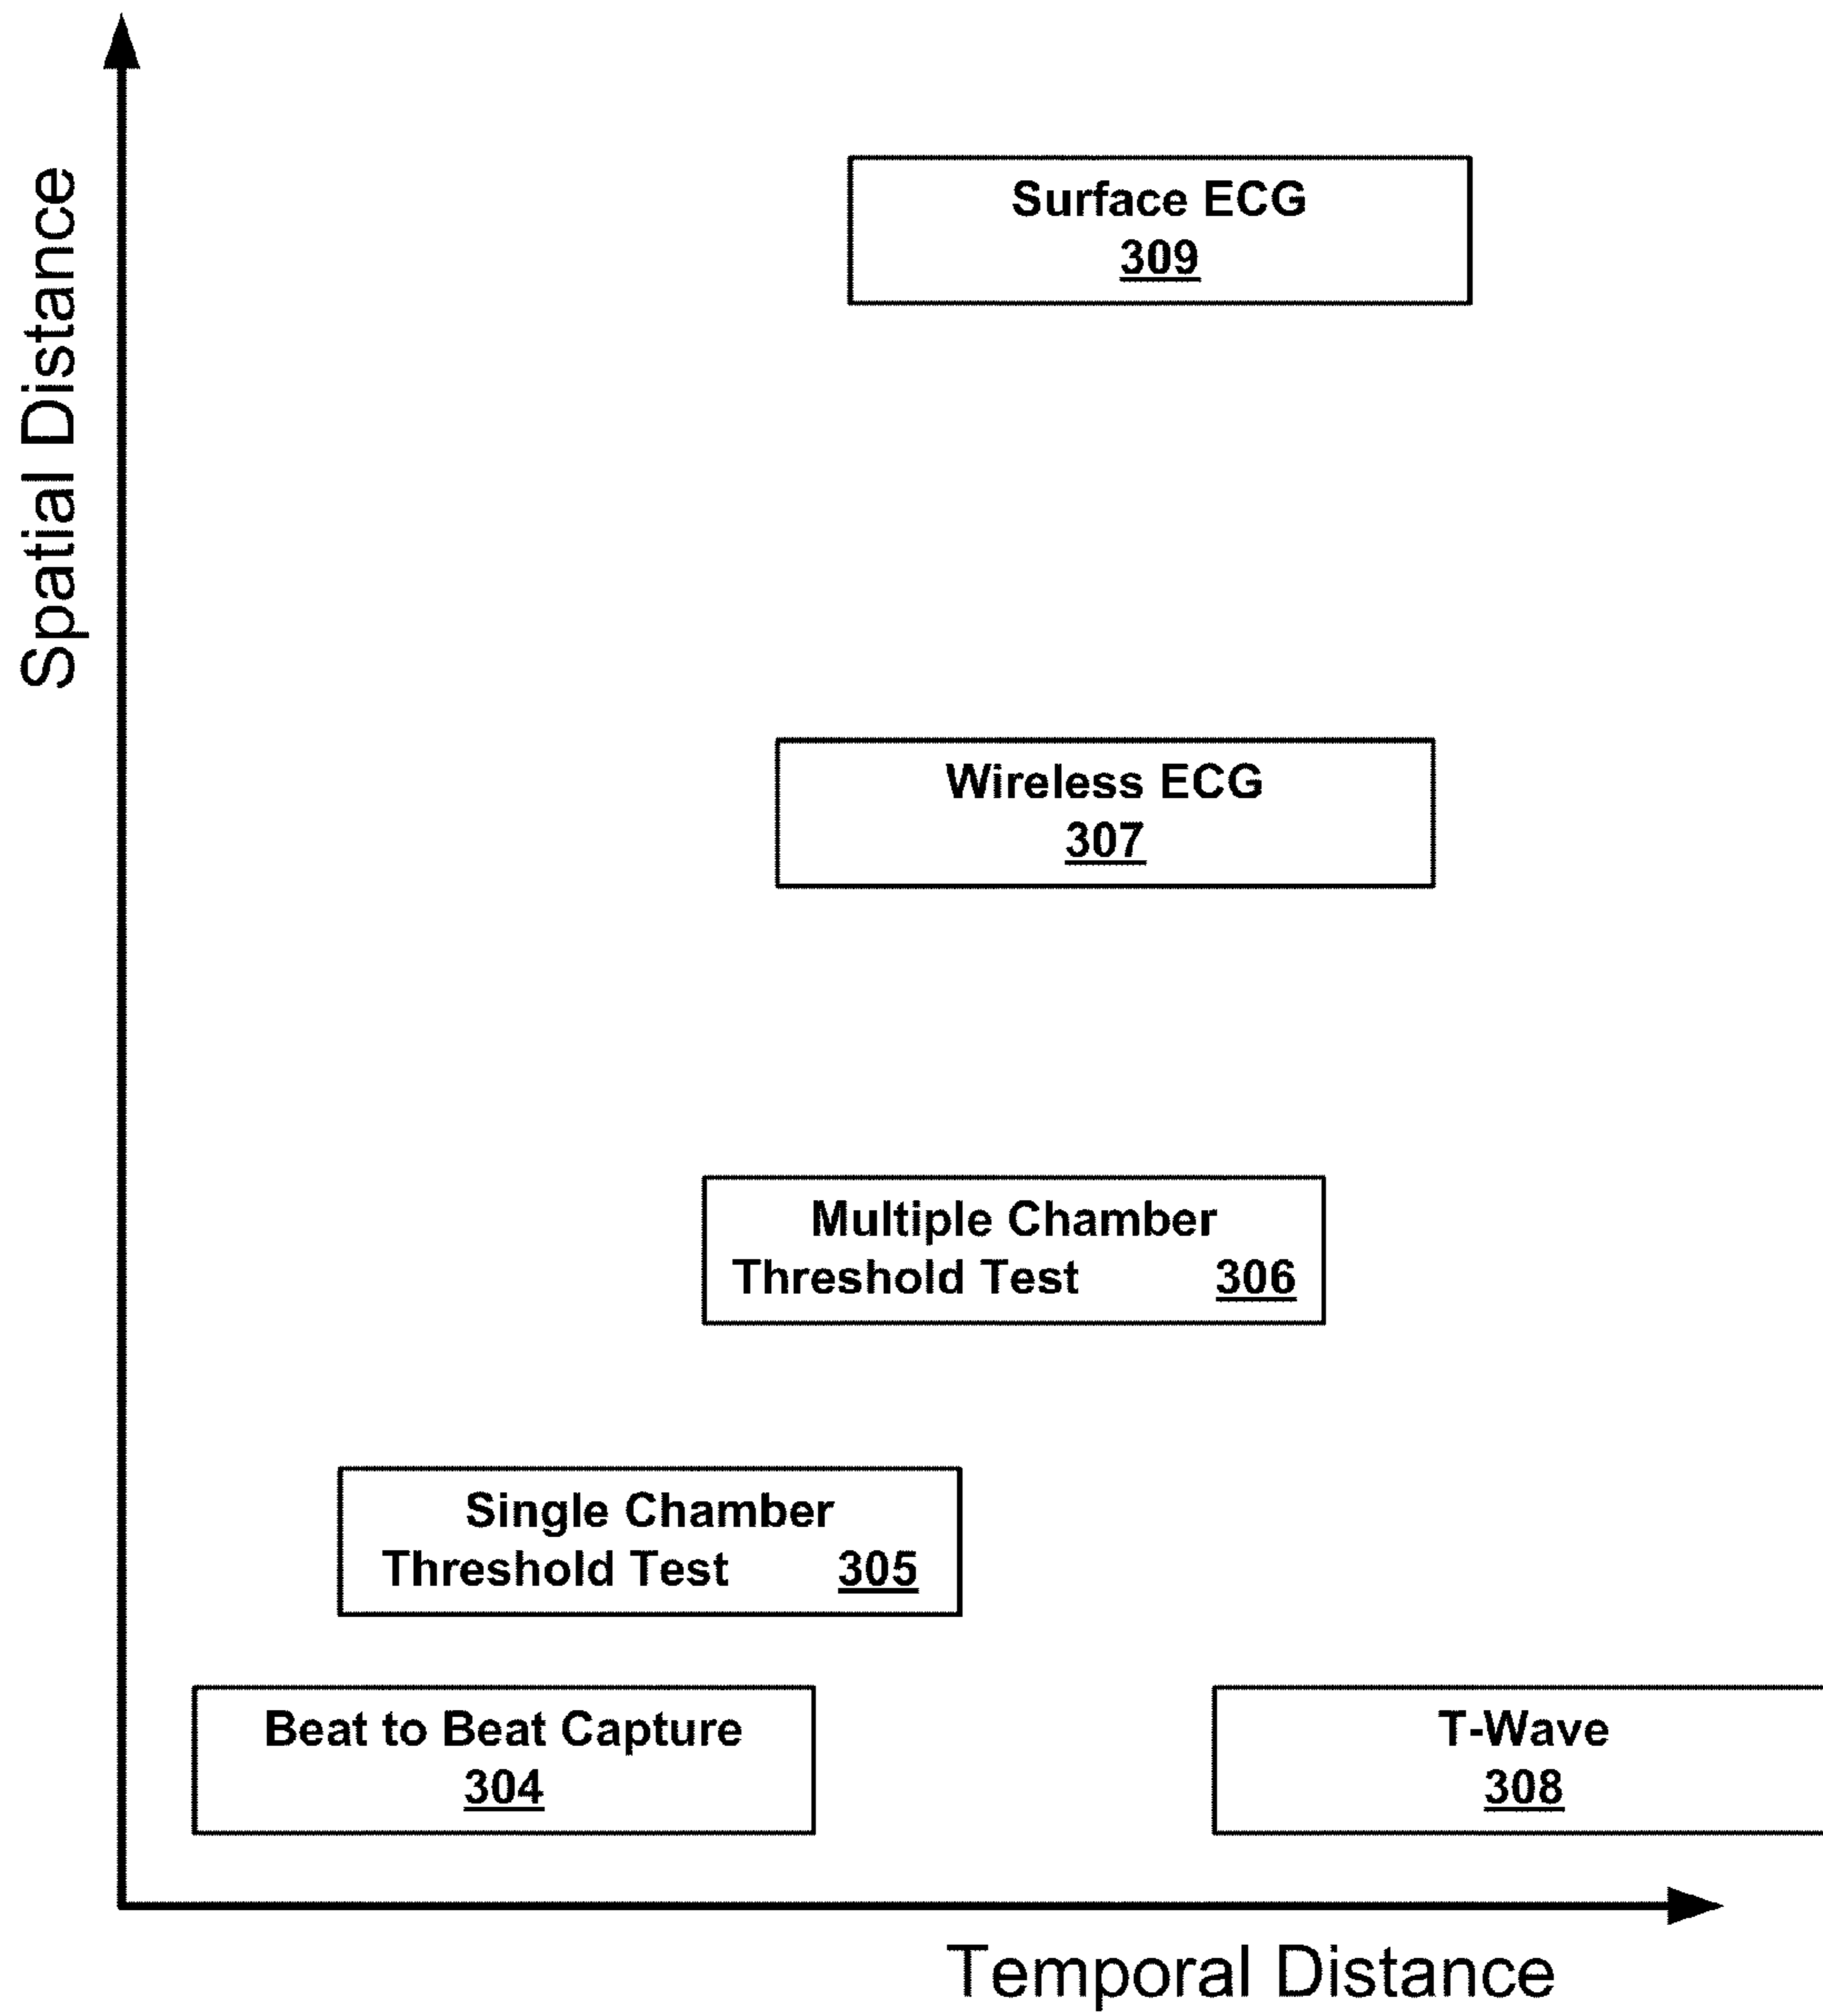 Spatial Distance
Surface ECG
309
Wireless ECG
307
Multiple Chamber
Threshold Test 306
Single Chamber
Threshold Test 305
Beat to Beat Capture
304
T-Wave
308
Temporal Distance